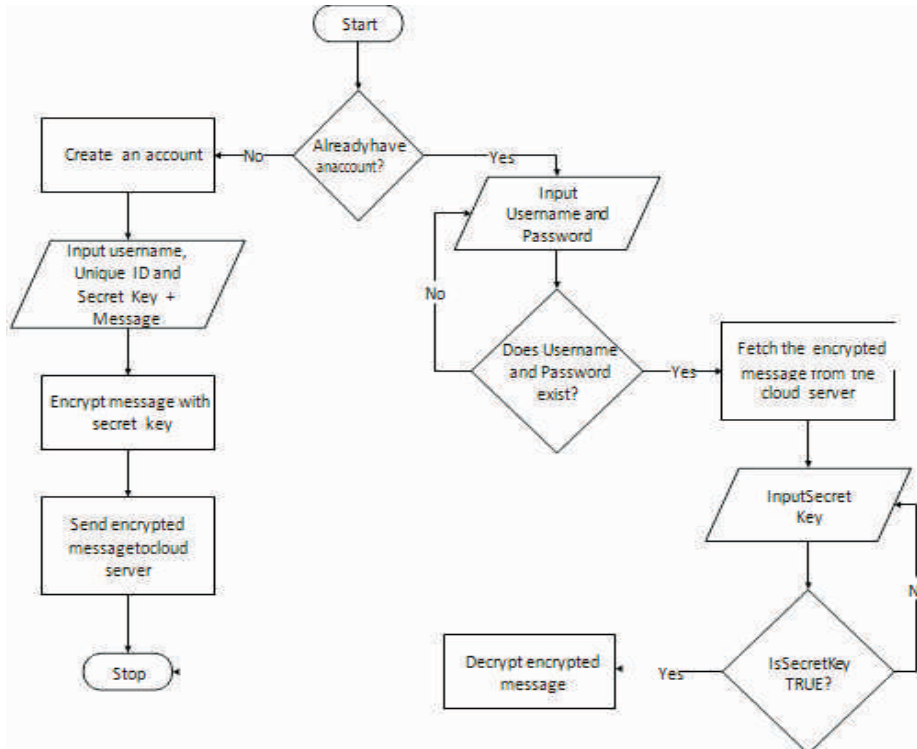 Start
Alreadyhave
anaccount?
No
Yes
Create an account
Input
Username and
Password
Input username,
Unique ID and
Secret Key +
Message
No
Does Username
and Password
exist?
Yes
Fetch the encrypted
message from the
cloud server
Encrypt message with
secret key
InputSecret
Key
Send encrypted
messagetocloud
server
N
Stop
Decrypt encrypted
message
Yes
IsSecretKey
TRUE?